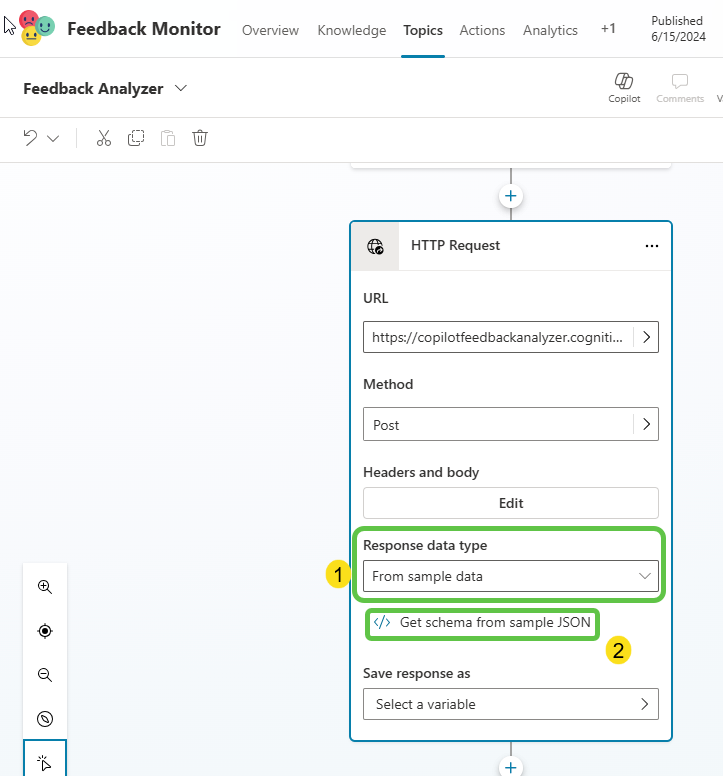 Feedback Monitor
Overview
Knowledge
Topics
Actions
Analytics
+1
Published
6/15/2024
Feedback Analyzer
Copilot
Comments
V
HTTP Request
URL
https://copilotfeedbackanalyzer.cogniti...
Method
Post
Headers and body
Edit
Response data type
1
From sample data
</> Get schema from sample JSON
2
Save response as
Select a variable